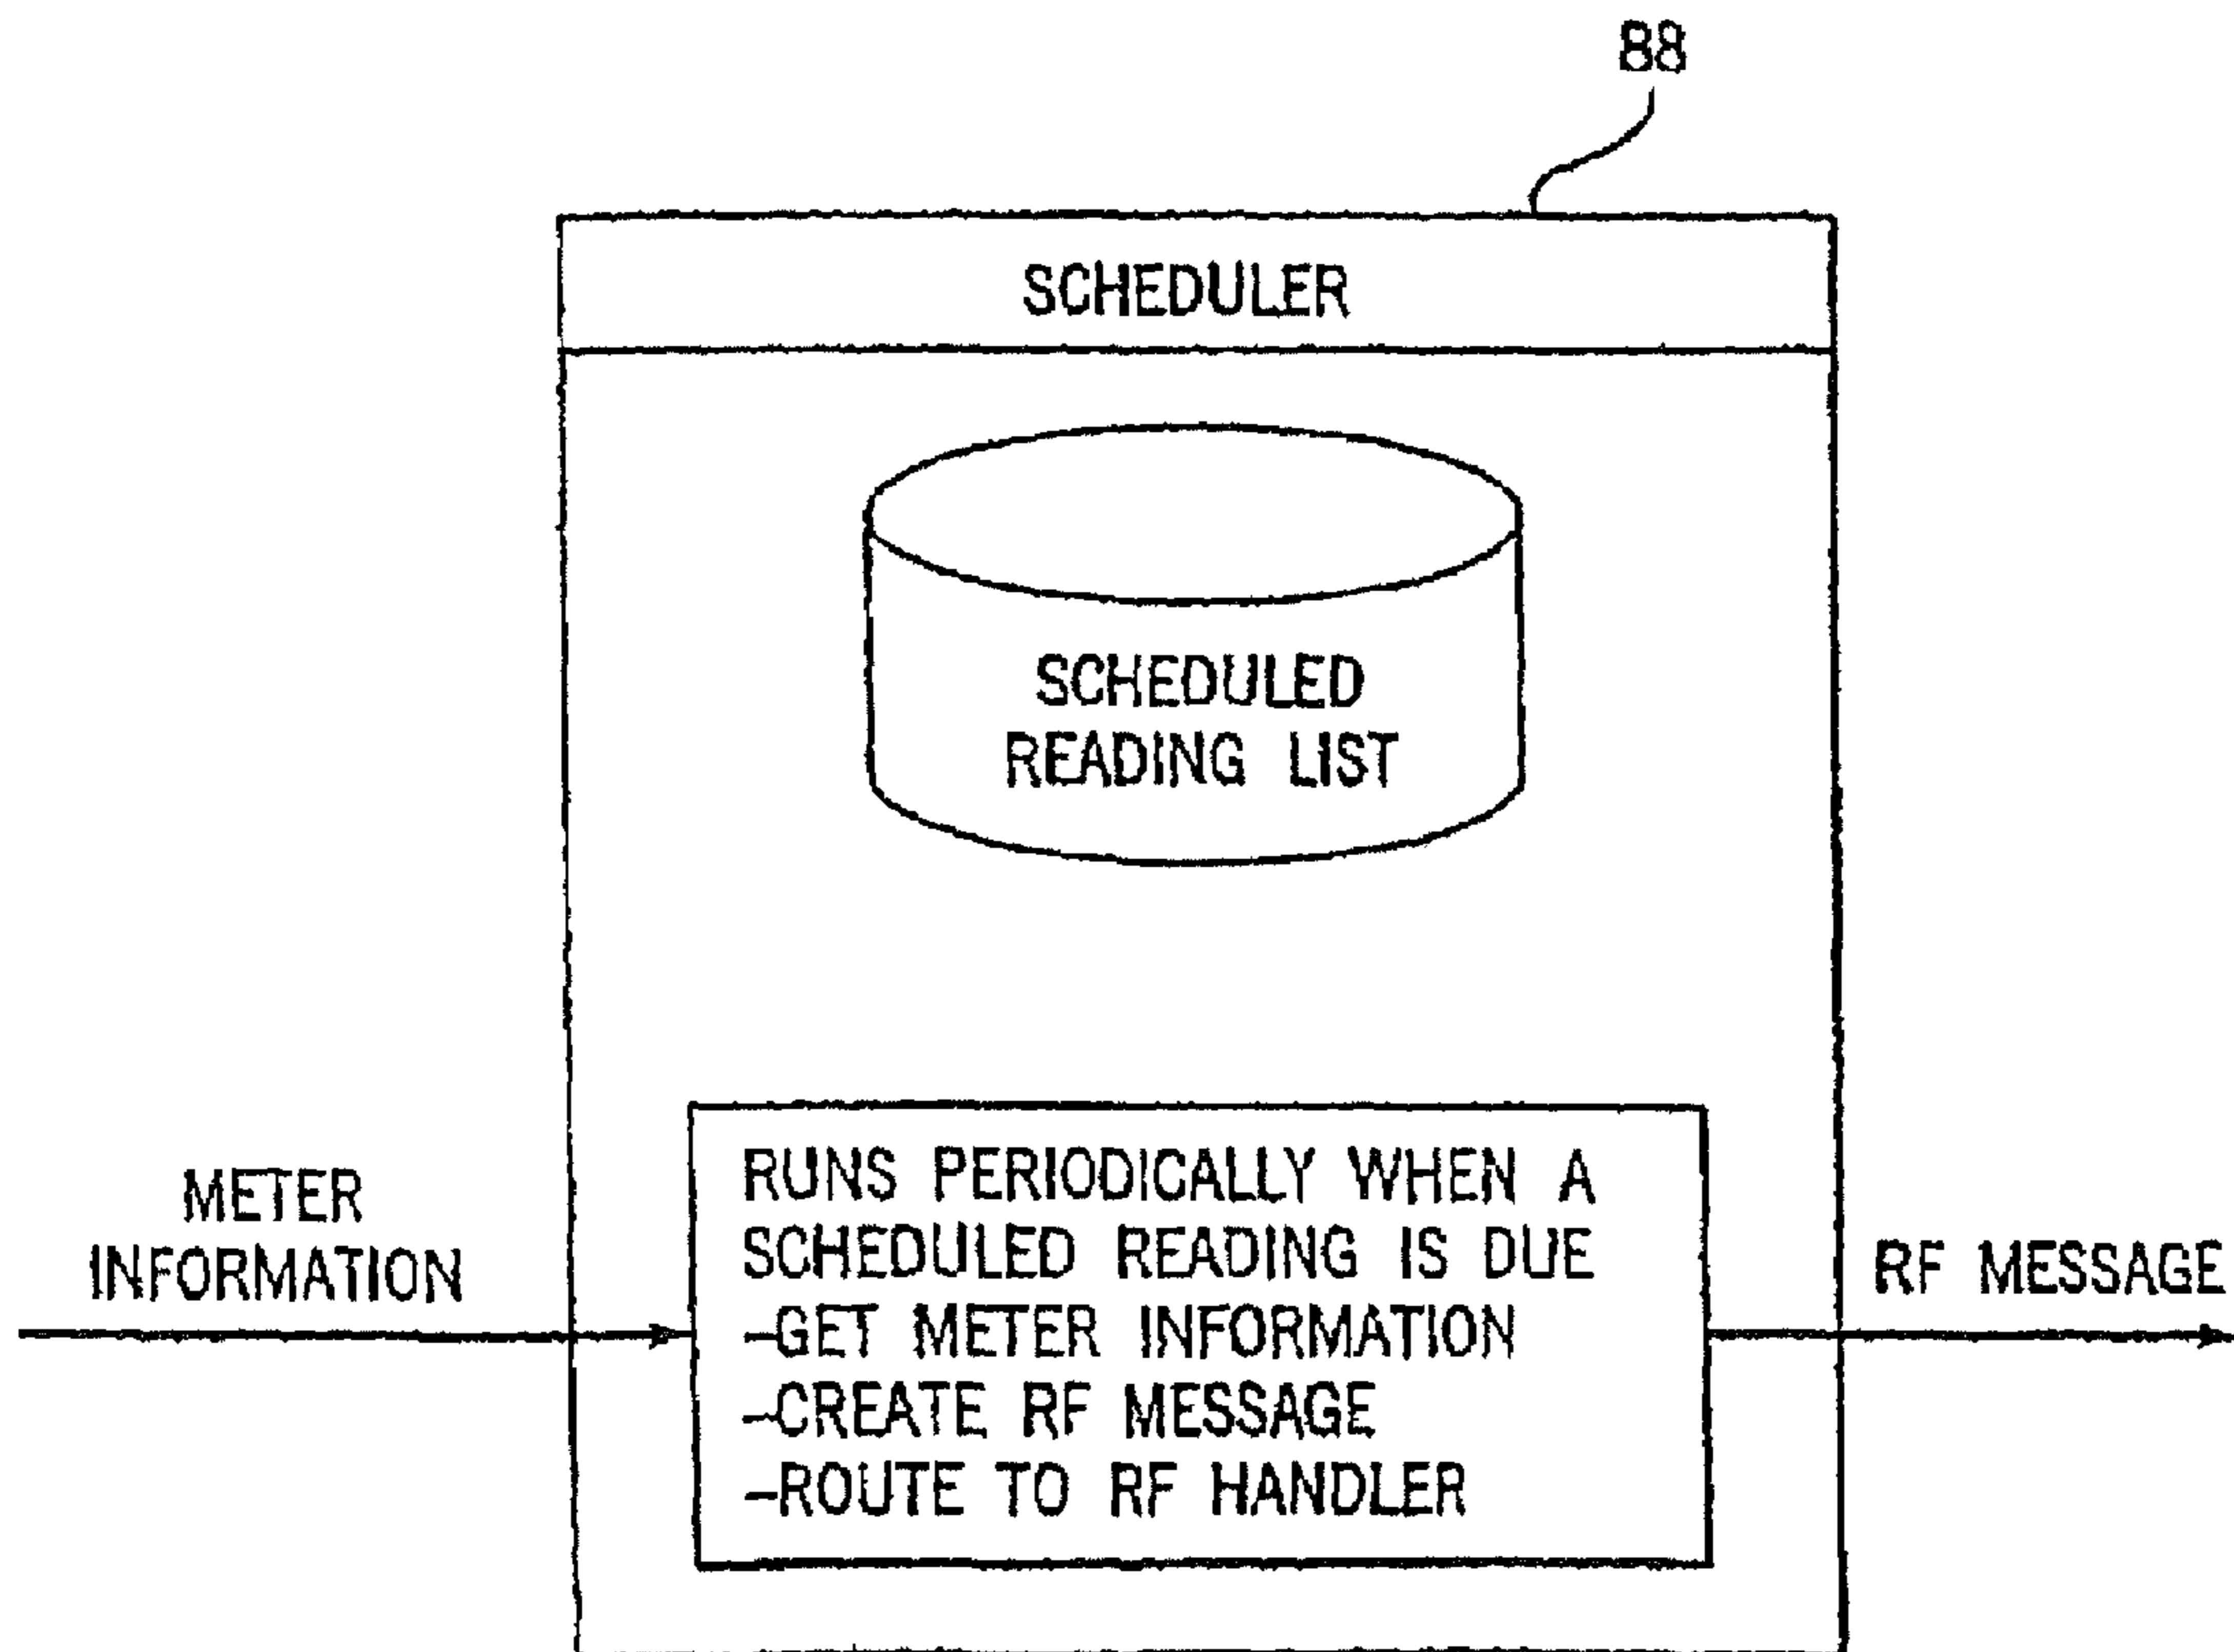 88
SCHEDULER
SCHEDULED
READING LIST
METER
INFORMATION
RUNS PERIODICALLY WHEN A
SCHEDULED READING IS DUE
-GET METER INFORMATION
-CREATE RF MESSAGE
-ROUTE TO RF HANDLER
RF MESSAGE